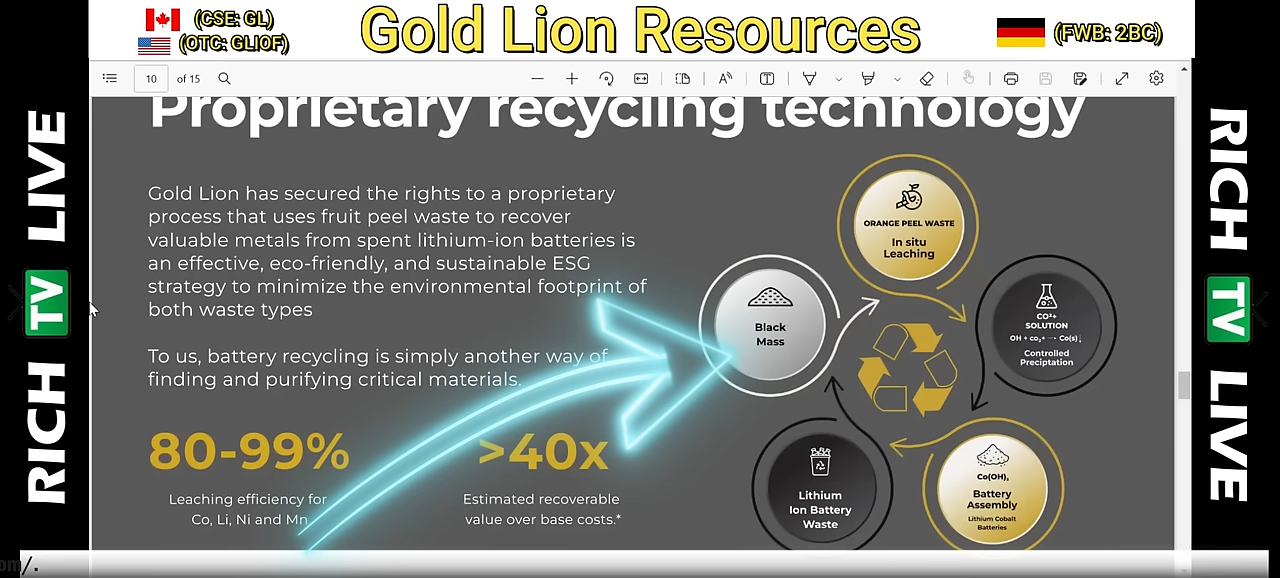 (CSE: GL)
(OTC: GLIOF)
Gold Lion Resources
(FWB: 2BC)
10 of 15
Proprietary recycling technology
Gold Lion has secured the rights to a proprietary
process that uses fruit peel waste to recover
valuable metals from spent lithium-ion batteries is
an effective, eco-friendly, and sustainable ESG
strategy to minimize the environmental footprint of
both waste types
To us, battery recycling is simply another way of
finding and purifying critical materials.
80-99%
Leaching efficiency for
Co, Li, Ni and Mn
>40x
Estimated recoverable
value over base costs.*
ORANGE PEEL WASTE
In situ
Leaching
Black
Mass
CO²+
SOLUTION
OH + co₂+ → Co(s)↓
Controlled
Preciptation
Lithium
Ion Battery
Waste
Co(OH)₂
Battery
Assembly
Lithium Cobalt
Batteries
RICH TV LIVE
RICH TV LIVE
om/.